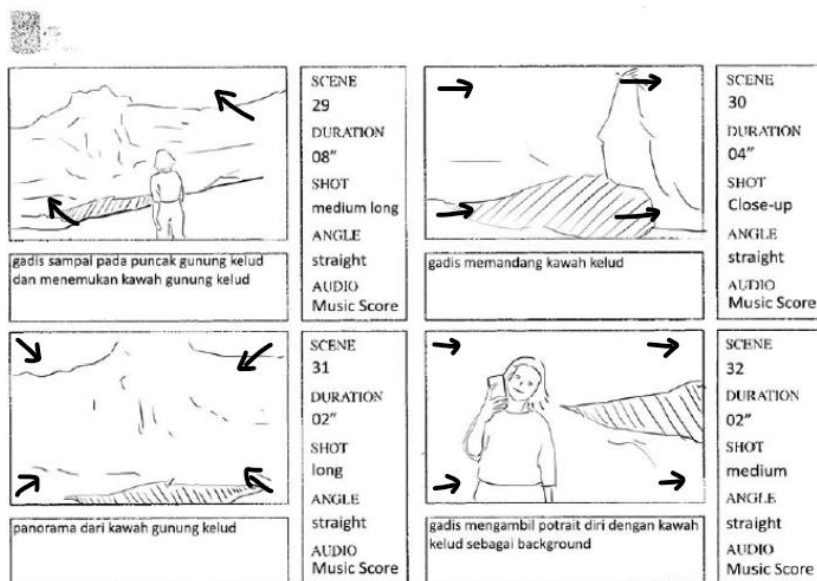 SCENE
29
DURATION
08"
SHOT
medium long
ANGLE
straight
AUDIO
Music Score
gadis sampai pada puncak gunung kelud
dan menemukan kawah gunung kelud
SCENE
30
DURATION
04"
SHOT
Close-up
ANGLE
straight
AUDIO
Music Score
gadis memandang kawah kelud
SCENE
31
DURATION
02"
SHOT
long
ANGLE
straight
AUDIO
Music Score
panorama dari kawah gunung kelud
SCENE
32
DURATION
02"
SHOT
medium
ANGLE
straight
AUDIO
Music Score
gadis mengambil potrait diri dengan kawah
kelud sebagai background